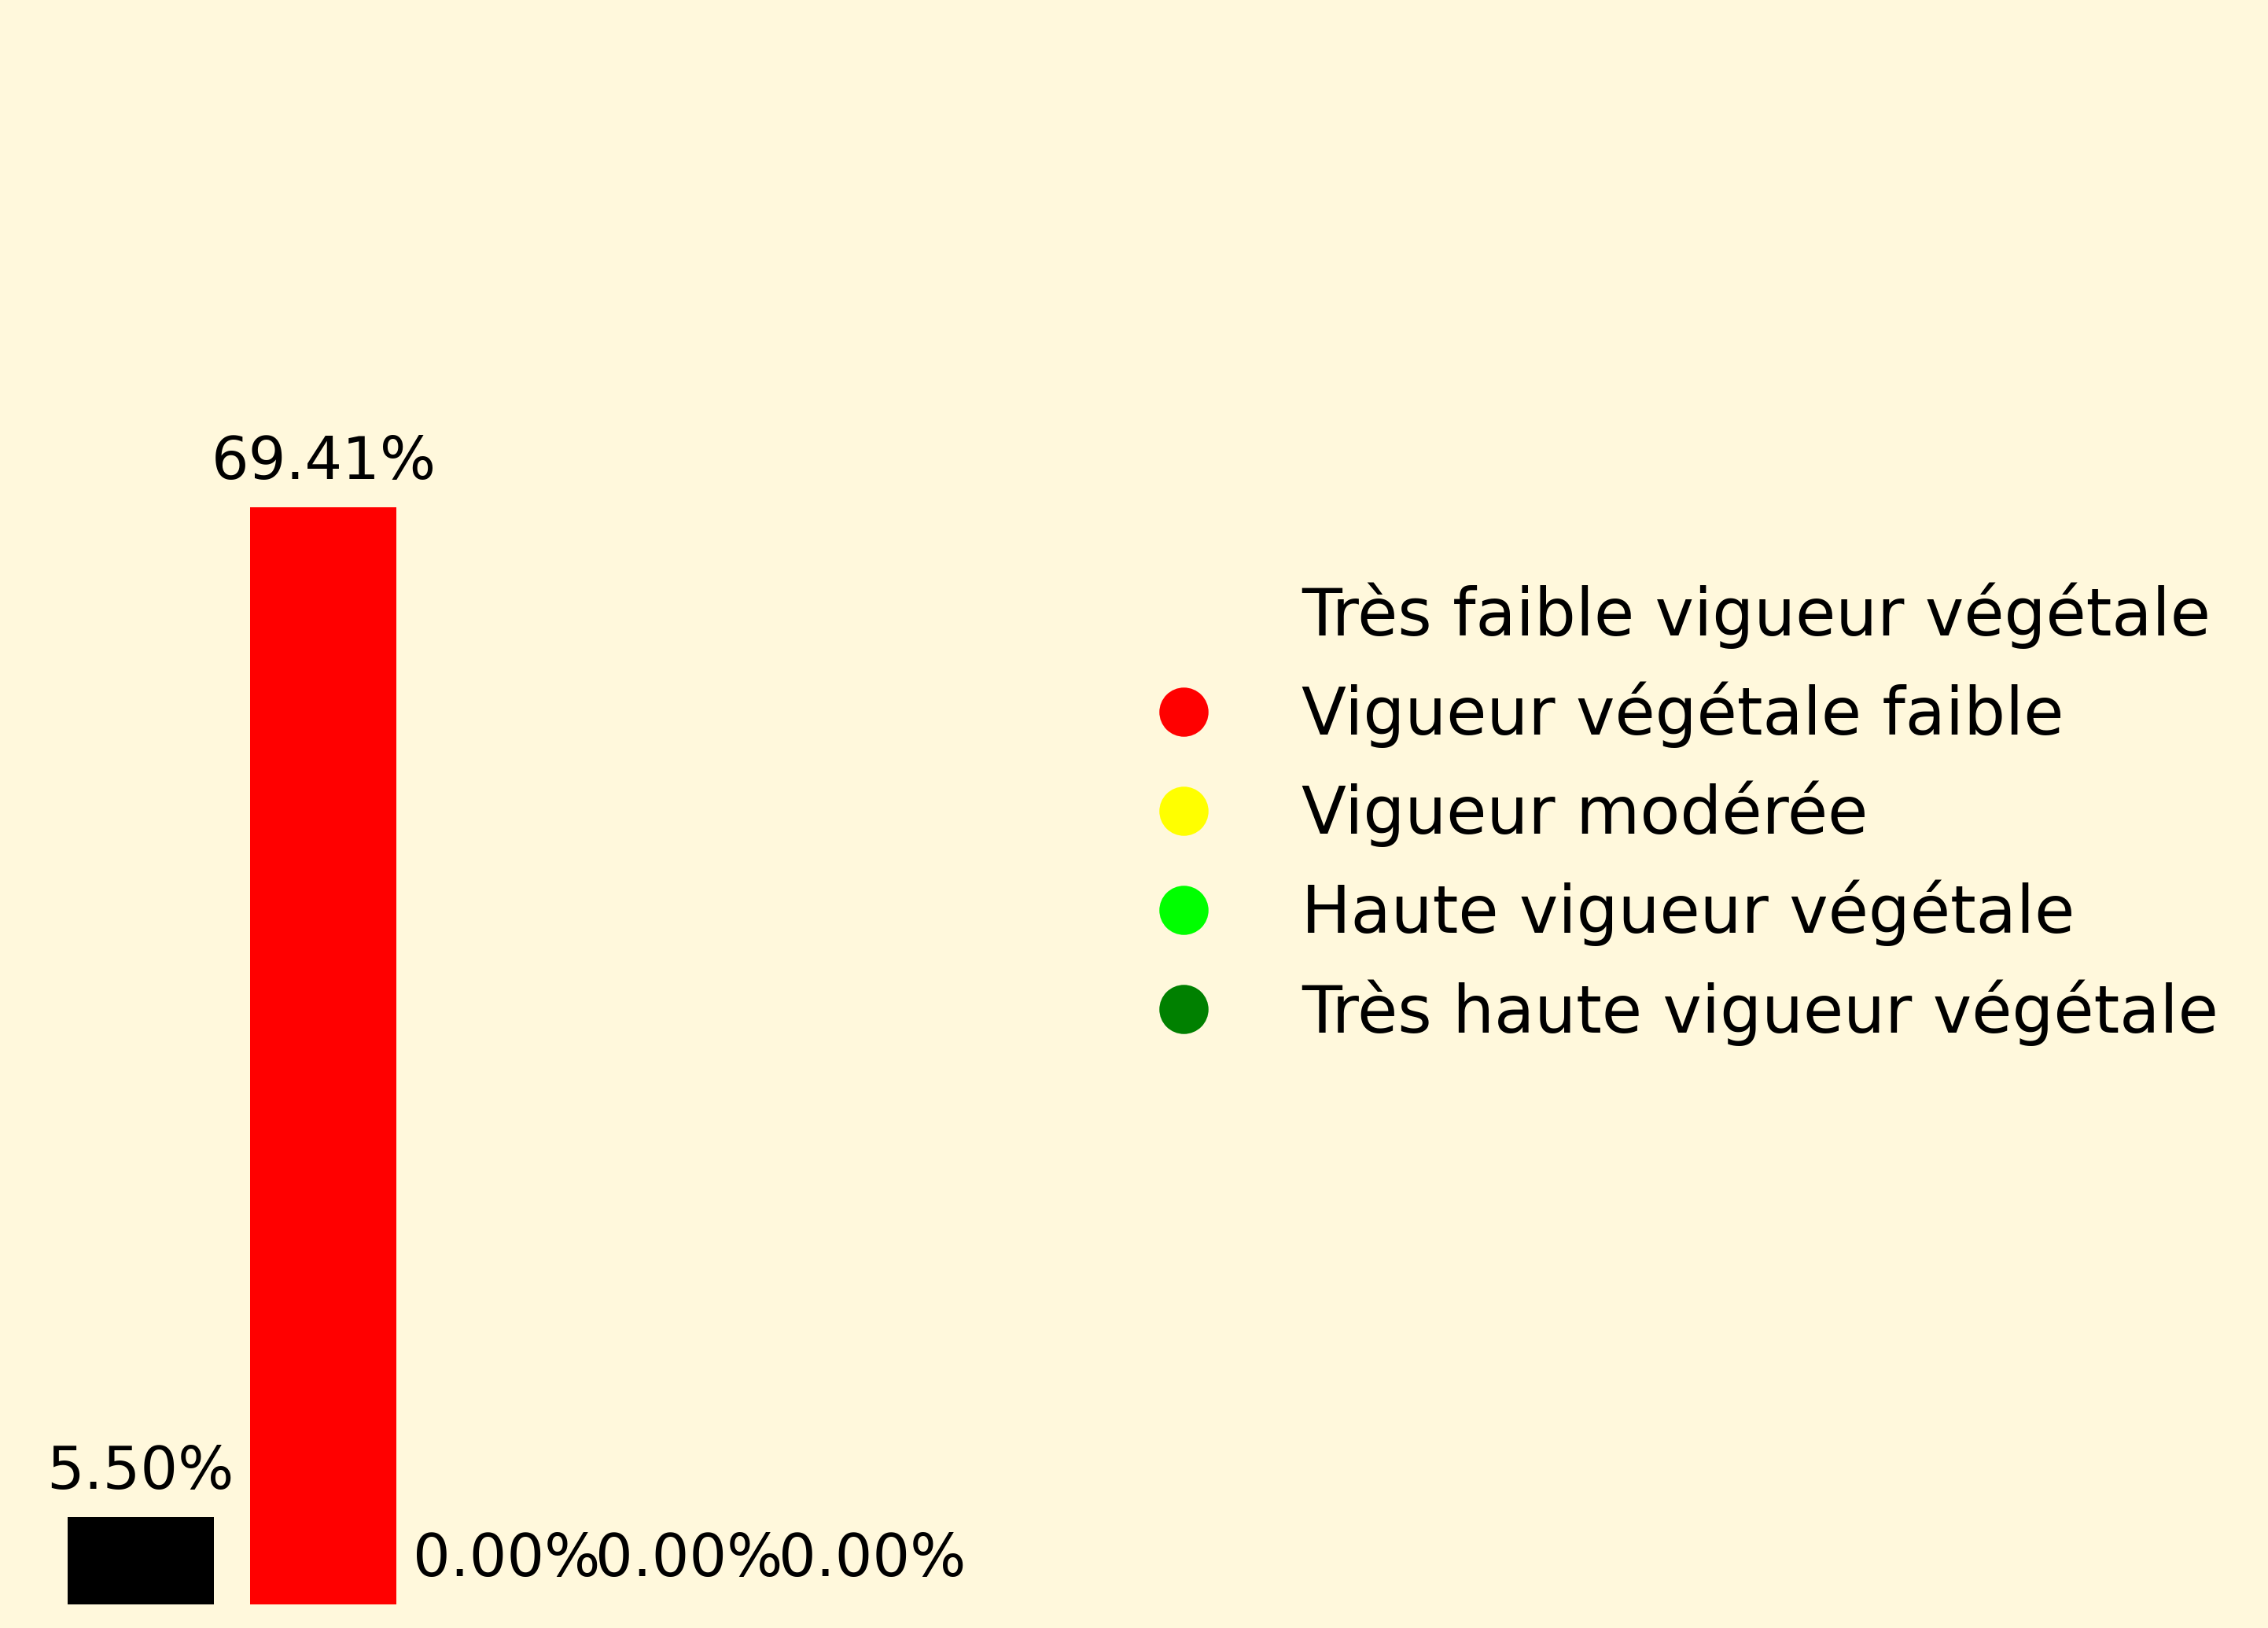 69.41%
Très faible vigueur végétale
Vigueur végétale faible
Vigueur modérée
Haute vigueur végétale
Très haute vigueur végétale
5.50%
0.00%0.00%0.00%